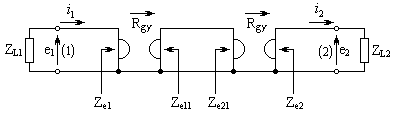 i1 Rgy Rgy i2
ZL1 e1 (1) (2) e2 ZL2
Ze1 Ze11 Ze21 Ze2